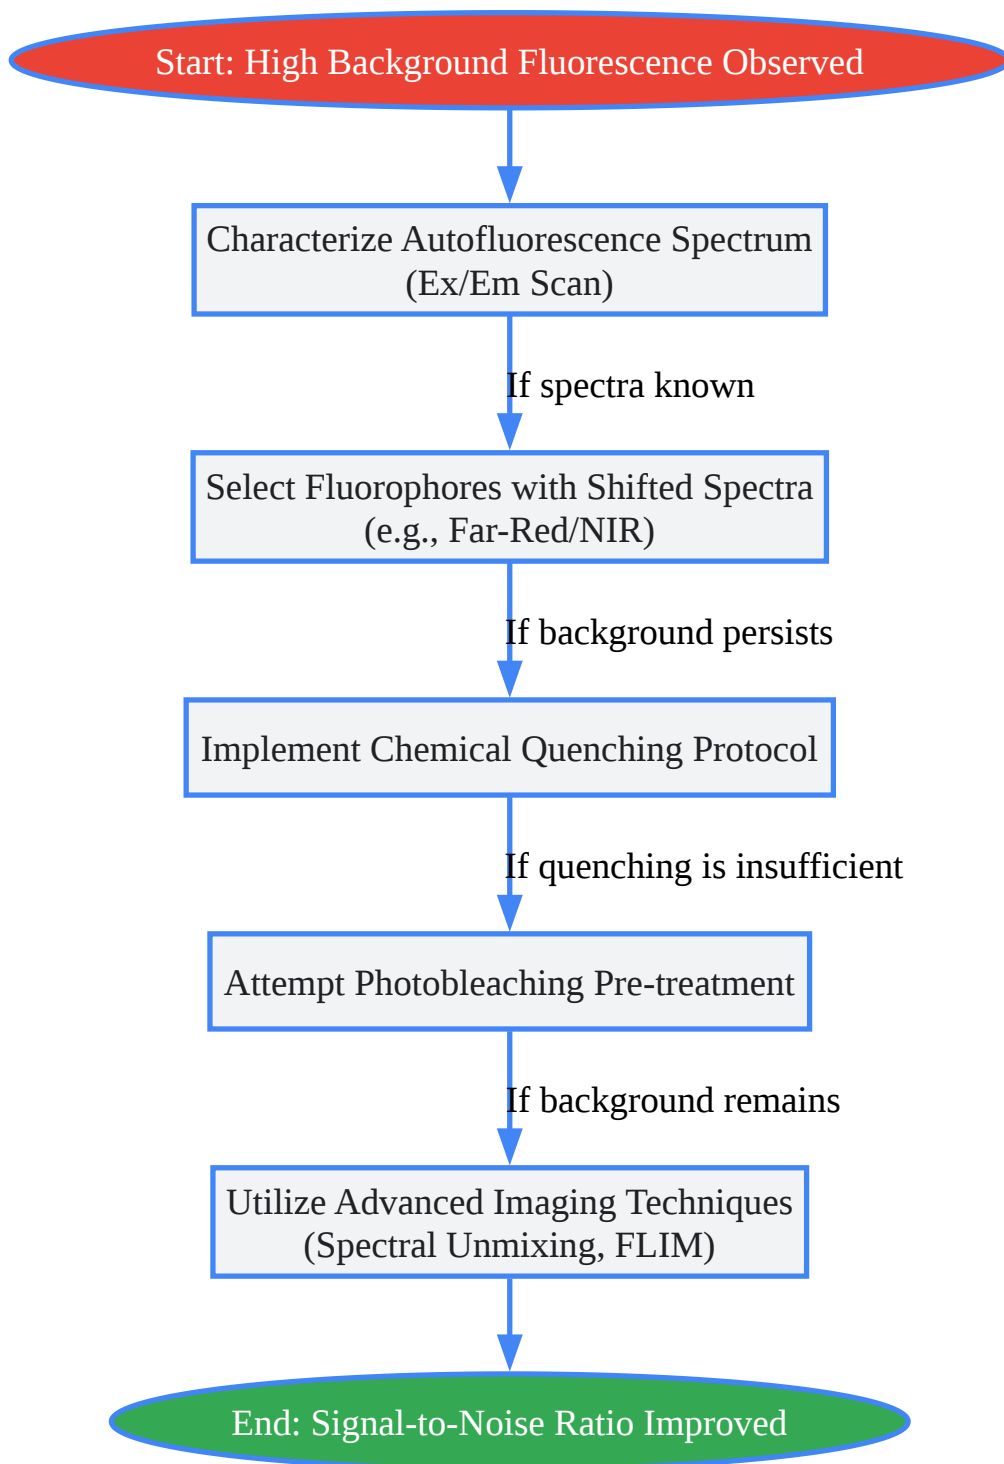 Start: High Background Fluorescence Observed
Characterize Autofluorescence Spectrum
(Ex/Em Scan)
If spectra known
Select Fluorophores with Shifted Spectra
(e.g., Far-Red/NIR)
If background persists
Implement Chemical Quenching Protocol
If quenching is insufficient
Attempt Photobleaching Pre-treatment
If background remains
Utilize Advanced Imaging Techniques
(Spectral Unmixing, FLIM)
End: Signal-to-Noise Ratio Improved